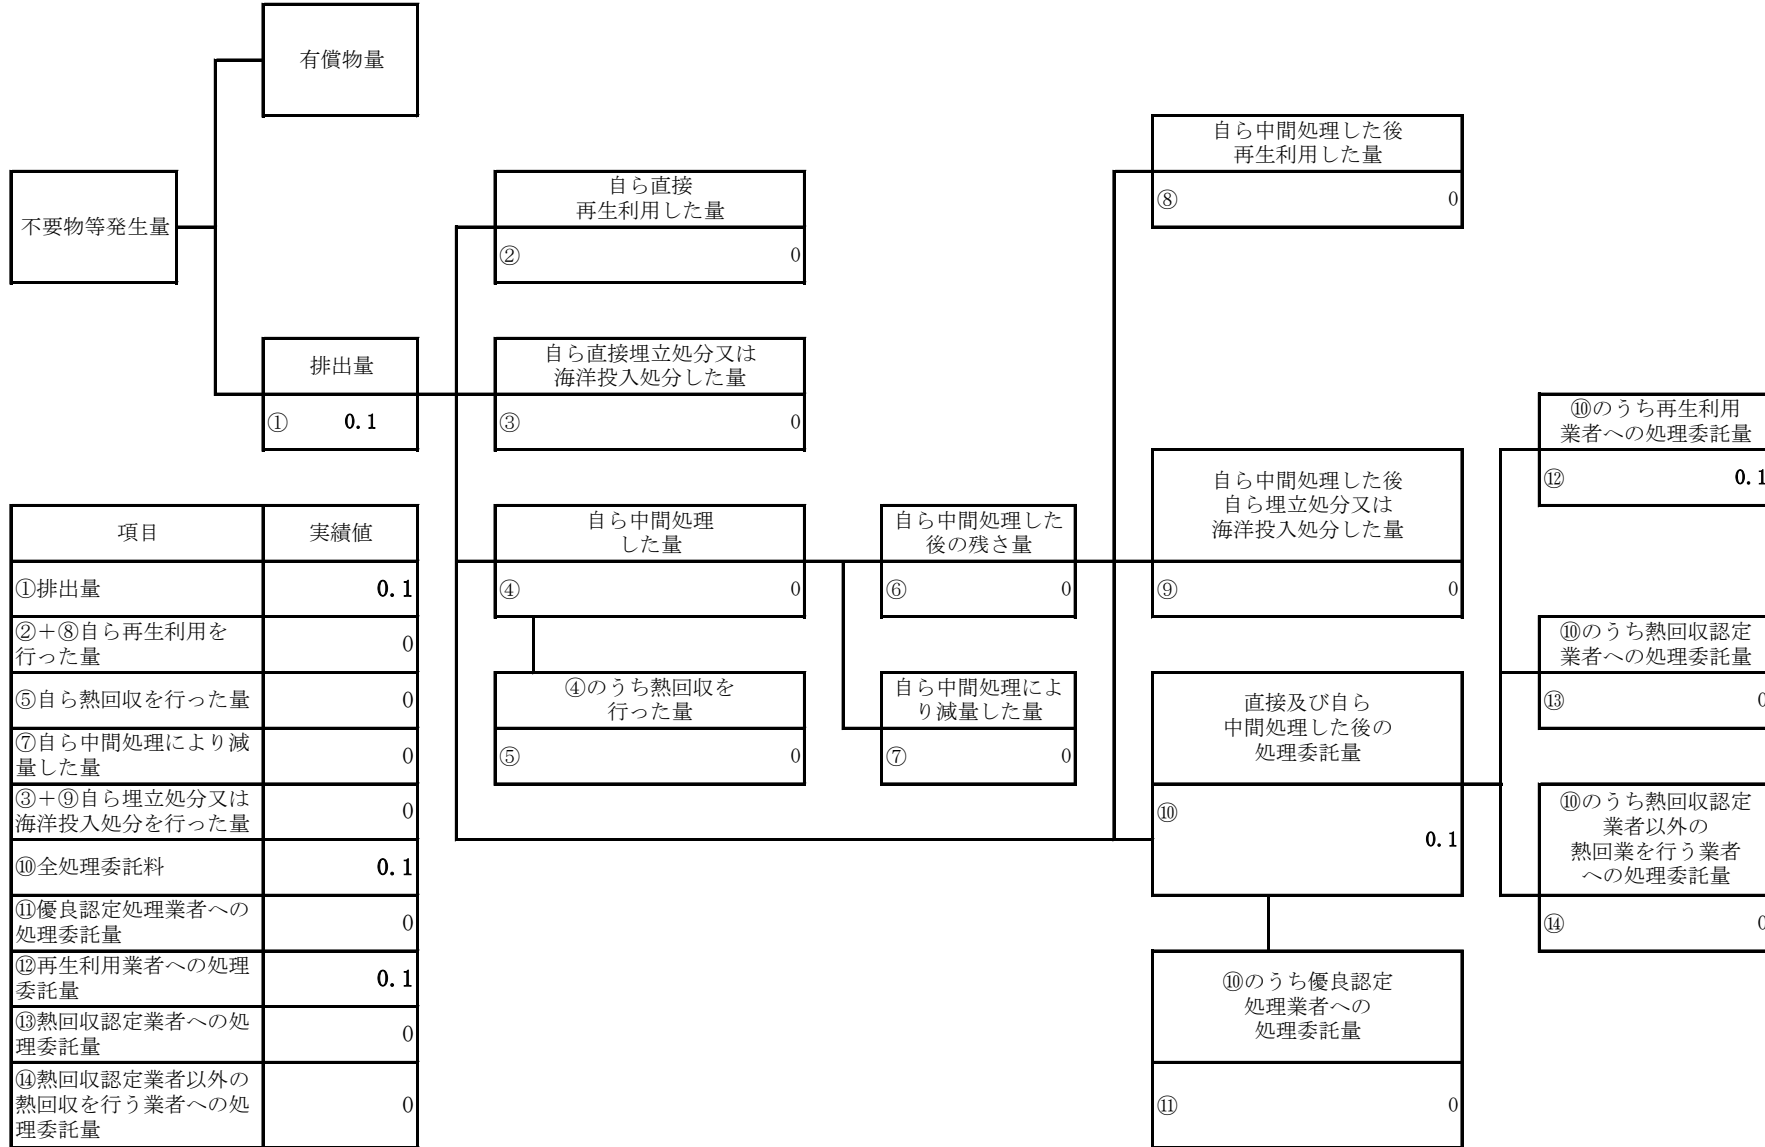 有償物量
不要物等発生量
排出量
①
0.1
自ら直接
再生利用した量
②
0
自ら直接埋立処分又は
海洋投入処分した量
③
0
自ら中間処理
した量
④
0
④のうち熱回収を
行った量
⑤
0
自ら中間処理した
後の残さ量
⑥
0
自ら中間処理によ
り減量した量
⑦
0
自ら中間処理した後
再生利用した量
⑧
0
自ら中間処理した後
自ら埋立処分又は
海洋投入処分した量
⑨
0
直接及び自ら
中間処理した後の
処理委託量
⑩
0.1
⑩のうち優良認定
処理業者への
処理委託量
⑪
0
⑩のうち再生利用
業者への処理委託量
⑫
0.1
⑩のうち熱回収認定
業者への処理委託量
⑬
0
⑩のうち熱回収認定
業者以外の
熱回業を行う業者
への処理委託量
⑭
0
項目 実績値
①排出量 0.1
②+⑧自ら再生利用を
行った量
0
⑤自ら熱回収を行った量 0
⑦自ら中間処理により減
量した量
0
③+⑨自ら埋立処分又は
海洋投入処分を行った量
0
⑩全処理委託料 0.1
⑪優良認定処理業者への
処理委託量
0
⑫再生利用業者への処理
委託量
0.1
⑬熱回収認定業者への処
理委託量
0
⑭熱回収認定業者以外の
熱回収を行う業者への処
理委託量
0